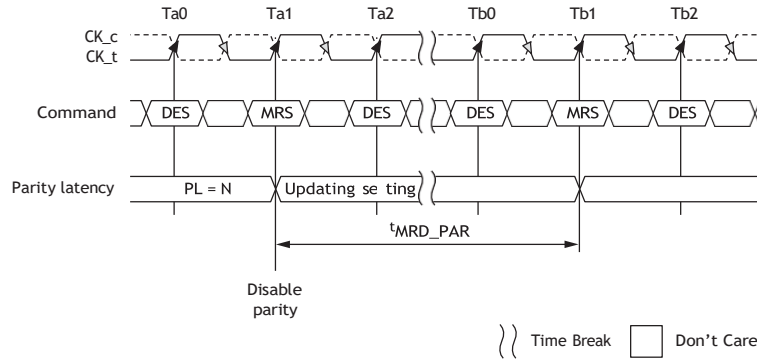 Ta0 Ta1 Ta2 Tb0 Tb1 Tb2
CK_c
CK_t
Command DES MRS DES DES MRS DES
Parity latency PL = N Updating se ting
tMRD_PAR
Disable
parity
Time Break Don't Care